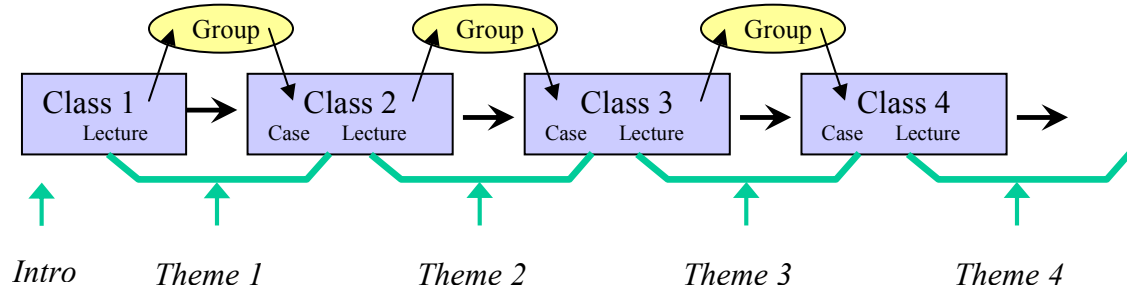 Group Group Group
Class 1 Class 2 Class 3 Class 4
Lecture Case Lecture Case Lecture Case Lecture
Intro Theme 1 Theme 2 Theme 3 Theme 4